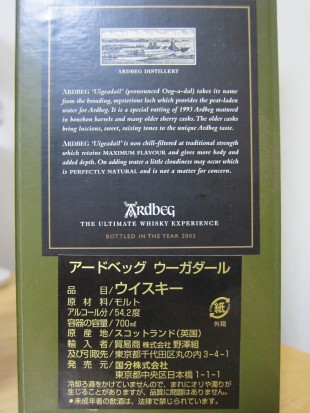 ARDBEG DISTILLERY
ARDBEG 'Uigeadail' (pronounced Oog-a-dal) takes its name
from the brooding, mysterious loch which provides the peat-laden
water for Ardbeg. It is a special vatting of 1993 Ardbeg matured
in bourbon barrels and many older sherry casks. The older casks
bring luscious, sweet, raisiny tones to the unique Ardbeg taste.
ARDBEG 'Uigeadail' is non chill-filtered at traditional strength
which retains MAXIMUM FLAVOUR and gives more body and
added depth. On adding water a little cloudiness may occur which
is PERFECTLY NATURAL and is not a matter for concern.
ARDBEG
THE ULTIMATE WHISKY EXPERIENCE
BOTTLED IN THE YEAR 2003
アードベッグ ウーガダール
品目/ウイスキー
原材料/モルト
アルコール分/54.2度
容器の容量/700ml
原産地/スコットランド(英国)
輸入者/貿易商 株式会社 野澤組
及び引取先/東京都千代田区丸の内3-4-1
発売元/国分株式会社
東京都中央区日本橋1-1-1
紙
外箱
冷却ろ過をかけていませんので、まれにオリや濁りが
生じることがありますが、品質に問題はありません。
●未成年者の飲酒は、法律で禁じられています。